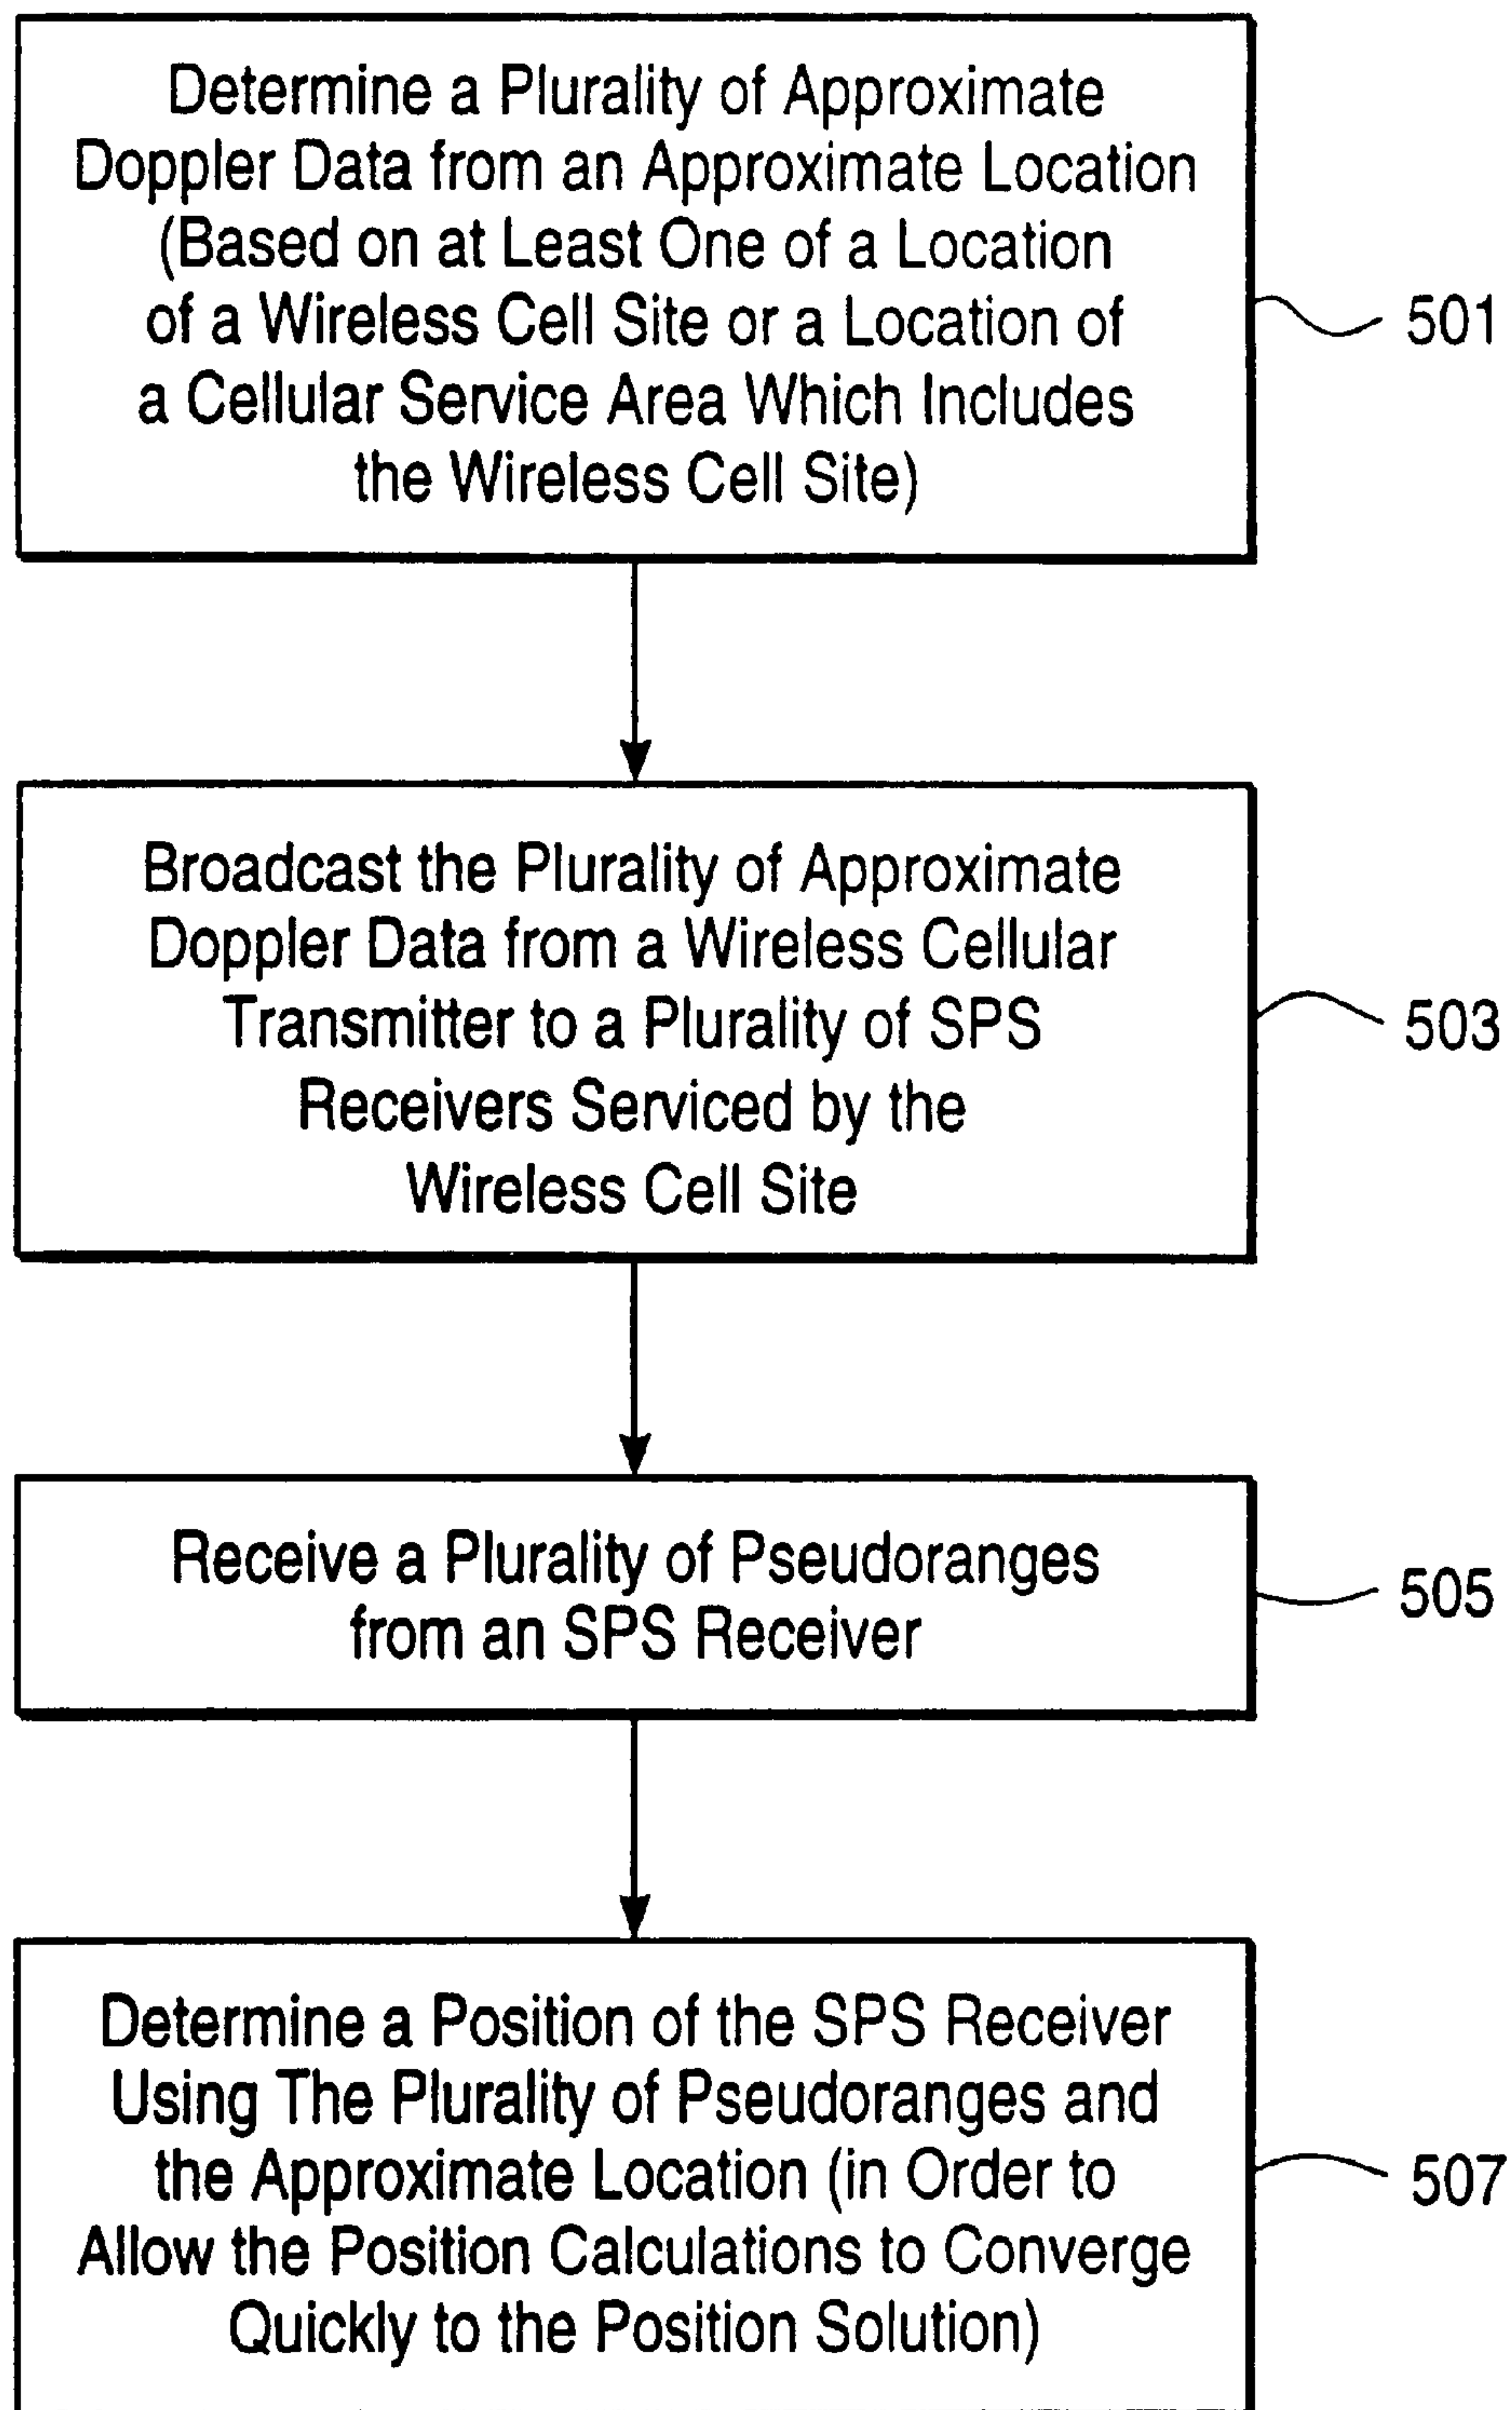 Determine a Plurality of Approximate
Doppler Data from an Approximate Location
(Based on at Least One of a Location
of a Wireless Cell Site or a Location of
a Cellular Service Area Which Includes
the Wireless Cell Site)
501
Broadcast the Plurality of Approximate
Doppler Data from a Wireless Cellular
Transmitter to a Plurality of SPS
Receivers Serviced by the
Wireless Cell Site
503
Receive a Plurality of Pseudoranges
from an SPS Receiver
505
Determine a Position of the SPS Receiver
Using The Plurality of Pseudoranges and
the Approximate Location (in Order to
Allow the Position Calculations to Converge
Quickly to the Position Solution)
507